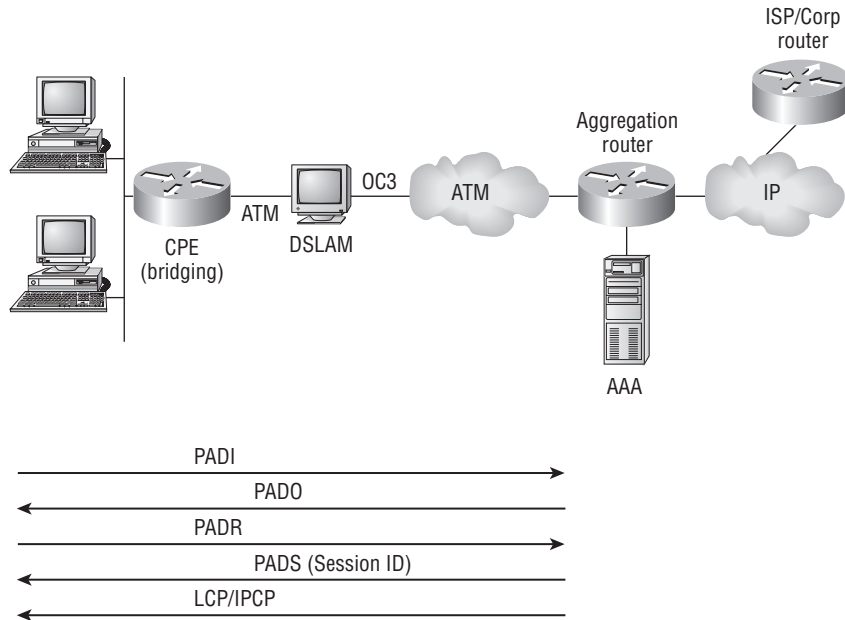 ISP/Corp
router
Aggregation
router
OC3
ATM
IP
ATM
CPE
(bridging)
DSLAM
AAA
PADI
PADO
PADR
PADS (Session ID)
LCP/IPCP